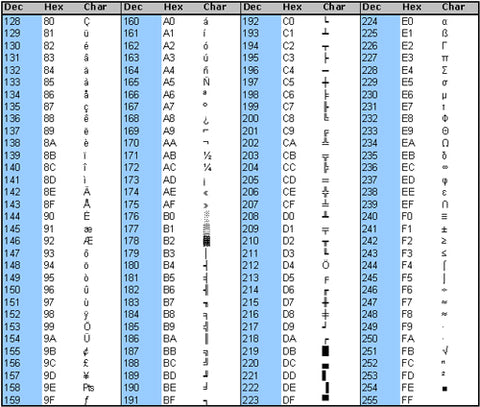 Dec Hex Char Dec Hex Char Dec Hex Char Dec Hex Char
128 80 Ç 160 A0 á 192 C0 └ 224 E0 α
129 81 ü 161 A1 í 193 C1 ┴ 225 E1 ß
130 82 é 162 A2 ó 194 C2 ┬ 226 E2 Γ
131 83 â 163 A3 ú 195 C3 ├ 227 E3 π
132 84 ä 164 A4 ñ 196 C4 ─ 228 E4 Σ
133 85 à 165 A5 Ñ 197 C5 ┼ 229 E5 σ
134 86 å 166 A6 ª 198 C6 ╞ 230 E6 µ
135 87 ç 167 A7 º 199 C7 ╟ 231 E7 τ
136 88 ê 168 A8 ¿ 200 C8 ╚ 232 E8 Φ
137 89 ë 169 A9 ⌐ 201 C9 ╔ 233 E9 Θ
138 8A è 170 AA ¬ 202 CA ╩ 234 EA Ω
139 8B ï 171 AB ½ 203 CB ╦ 235 EB δ
140 8C î 172 AC ¼ 204 CC ╠ 236 EC ∞
141 8D ì 173 AD ¡ 205 CD ═ 237 ED φ
142 8E Ä 174 AE « 206 CE ╬ 238 EE ε
143 8F Å 175 AF » 207 CF ╧ 239 EF ∩
144 90 É 176 B0 ░ 208 D0 ╨ 240 F0 ≡
145 91 æ 177 B1 ▒ 209 D1 ╤ 241 F1 ±
146 92 Æ 178 B2 ▓ 210 D2 ╥ 242 F2 ≥
147 93 ô 179 B3 │ 211 D3 ╙ 243 F3 ≤
148 94 ö 180 B4 ┤ 212 D4 Ö 244 F4 ⌠
149 95 ò 181 B5 ╡ 213 D5 ╒ 245 F5 ⌡
150 96 û 182 B6 ╢ 214 D6 ╓ 246 F6 ÷
151 97 ù 183 B7 ╖ 215 D7 ╫ 247 F7 ≈
152 98 ÿ 184 B8 ╕ 216 D8 ╪ 248 F8 ≈
153 99 Ö 185 B9 ╣ 217 D9 ┘ 249 F9 ·
154 9A Ü 186 BA ║ 218 DA ┌ 250 FA ·
155 9B ¢ 187 BB ╗ 219 DB █ 251 FB √
156 9C £ 188 BC ╝ 220 DC ▄ 252 FC ⁿ
157 9D ¥ 189 BD ╜ 221 DD ▌ 253 FD ²
158 9E Pts 190 BE ╛ 222 DE ▐ 254 FE ■
159 9F ƒ 191 BF ┐ 223 DF ▀ 255 FF